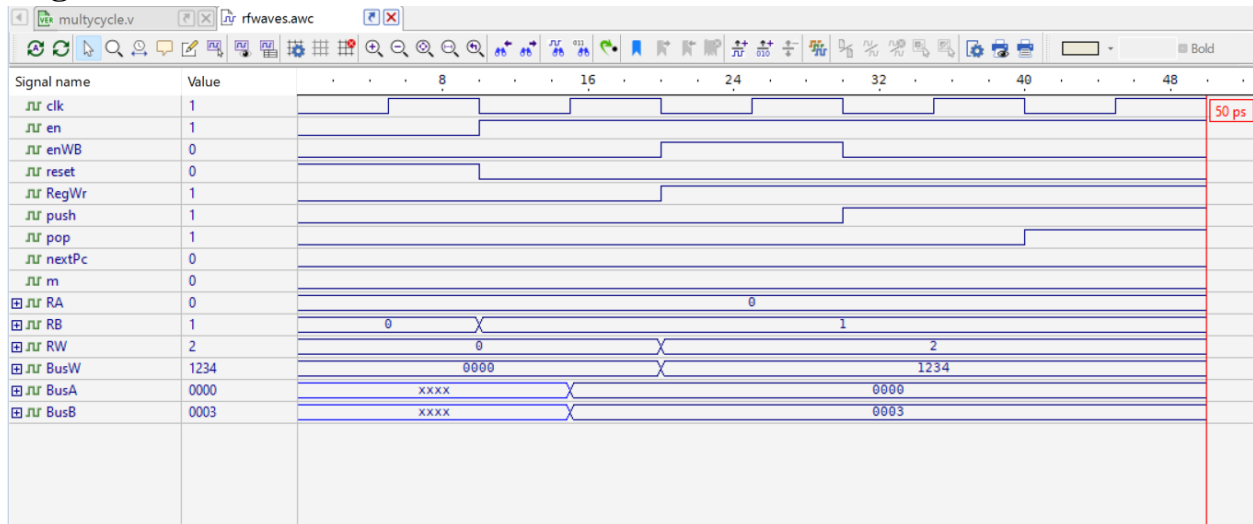 multycycle.v rfwaves.awc
Bold
Signal name Value 8 16 24 32 40 48
clk 1
50 ps
en 1
enWB 0
reset 0
RegWr 1
push 1
pop 1
nextPc 0
m 0
RA 0 0
RB 1 0 1
RW 2 0 2
BusW 1234 0000 1234
BusA 0000 xxxx 0000
BusB 0003 xxxx 0003